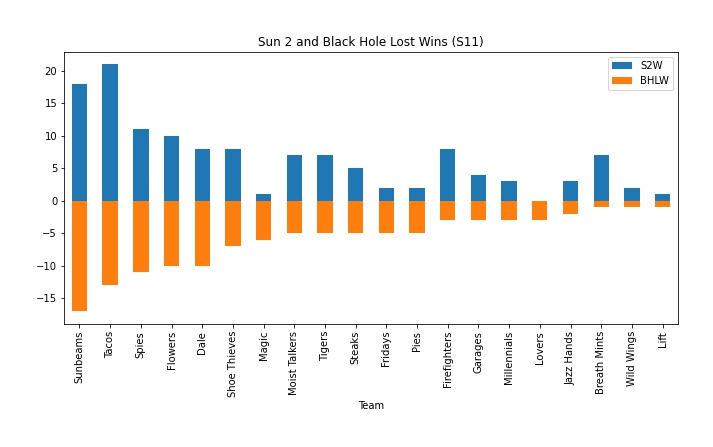 Sun 2 and Black Hole Lost Wins (S11)
S2W
BHLW
20
15
10
5
0
−5
−10
−15
Sunbeams
Tacos
Spies
Flowers
Dale
Shoe Thieves
Magic
Moist Talkers
Tigers
Steaks
Fridays
Pies
Firefighters
Garages
Millennials
Lovers
Jazz Hands
Breath Mints
Wild Wings
Lift
Team